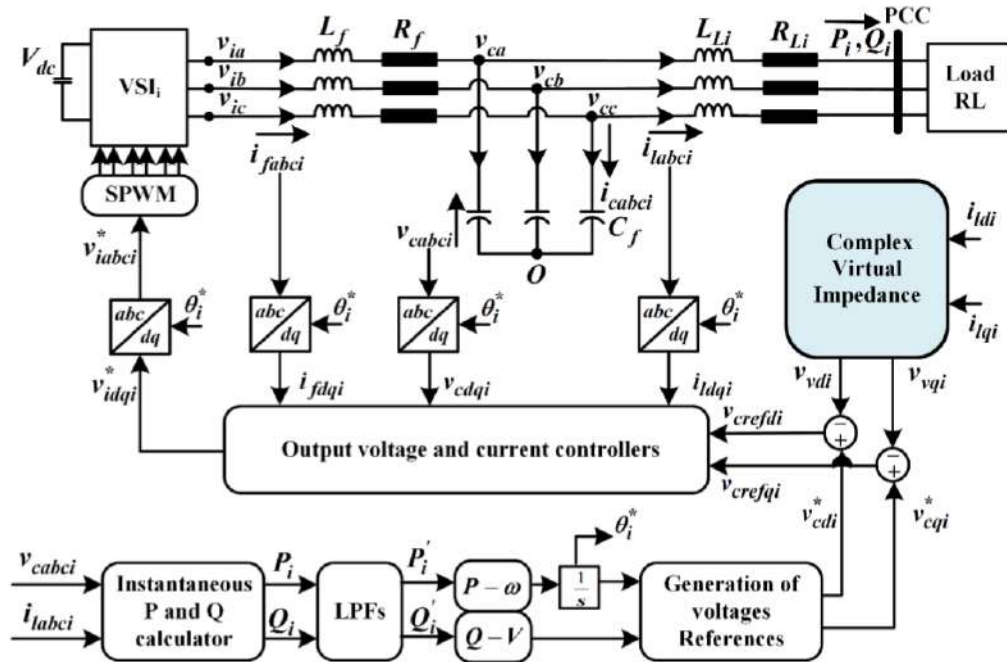 V_dc
VSI_i
v_ia
v_ib
v_ic
L_f
R_f
v_ca
v_cb
v_cc
L_Li
R_Li
P_i, Q_i
PCC
Load
RL
i_fabci
i_labci
i_cabci
C_f
O
v_cabci
SPWM
v*_iabci
abc
dq
θ*_i
abc
dq
θ*_i
abc
dq
θ*_i
abc
dq
θ*_i
Complex
Virtual
Impedance
i_ldi
i_lqi
v_vdi
v_vqi
v*_idqi
i_fdqi
v_cdqi
i_ldqi
Output voltage and current controllers
v_crefdi
v_crefqi
−
+
−
+
v*_cdi
v*_cqi
v_cabci
i_labci
Instantaneous
P and Q
calculator
P_i
Q_i
LPFs
P'_i
Q'_i
P − ω
Q − V
1
s
θ*_i
Generation of
voltages
References